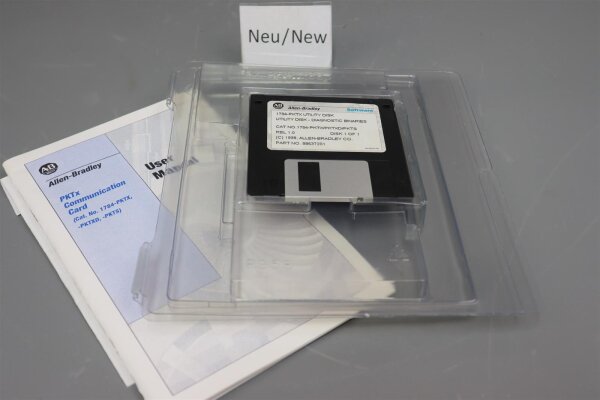 Neu/New
AB
Allen-Bradley
Software
1784-PKTX UTILITY DISK
UTILITY DISK - DIAGNOSTIC BINARIES
CAT NO 1784-PKTX/PKTXD/PKTS
REL 1.0 DISK 1 OF 1
(C) 1995 ALLEN-BRADLEY CO.
AB
Allen-Bradley
PKTx
Communication
Card
(Cat. No. 1784-PKTX,
-PKTXD, -PKTS)
User
Manual